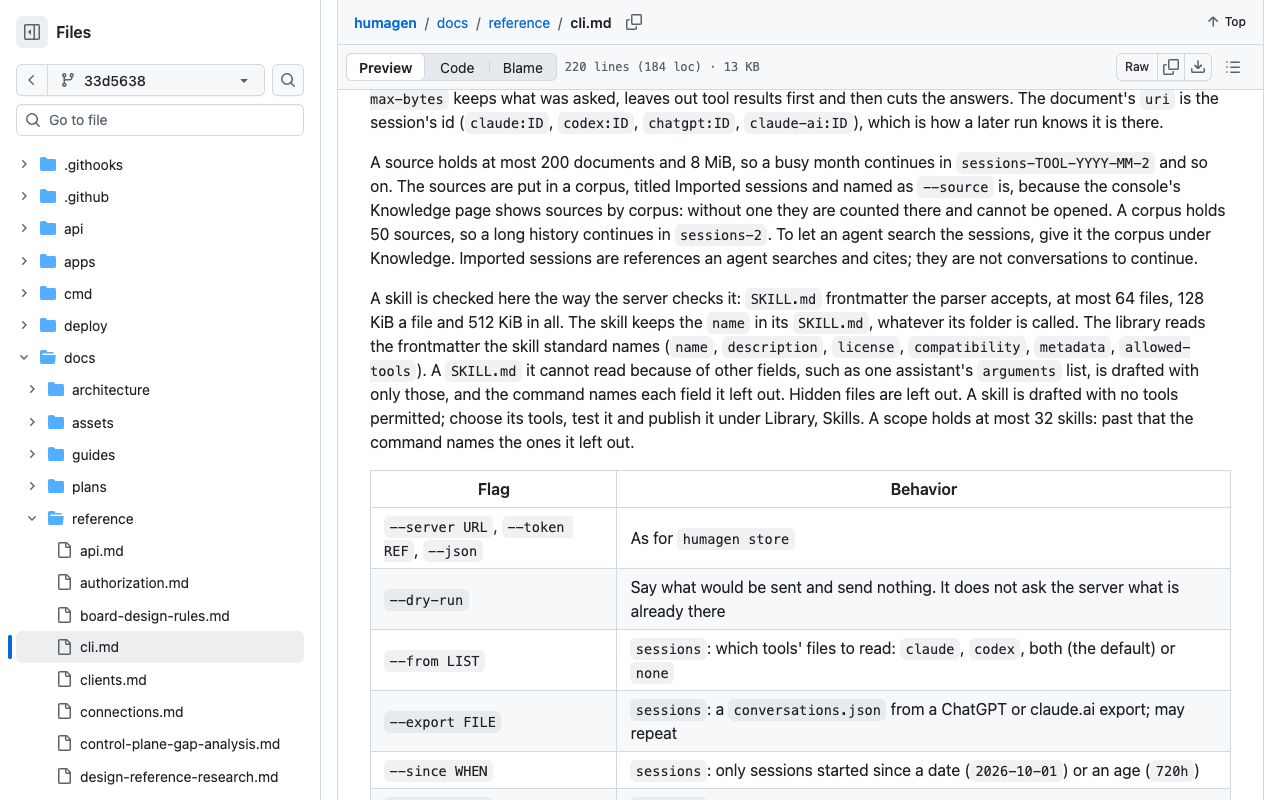 Files
33d5638
Go to file
.githooks
.github
api
apps
cmd
deploy
docs
architecture
assets
guides
plans
reference
api.md
authorization.md
board-design-rules.md
cli.md
clients.md
connections.md
control-plane-gap-analysis.md
design-reference-research.md
humagen / docs / reference / cli.md
Top
Preview Code Blame 220 lines (184 loc) · 13 KB
Raw
max-bytes keeps what was asked, leaves out tool results first and then cuts the answers. The document's uri is the
session's id ( claude:ID , codex:ID , chatgpt:ID , claude-ai:ID ), which is how a later run knows it is there.
A source holds at most 200 documents and 8 MiB, so a busy month continues in sessions-TOOL-YYYY-MM-2 and so
on. The sources are put in a corpus, titled Imported sessions and named as --source is, because the console's
Knowledge page shows sources by corpus: without one they are counted there and cannot be opened. A corpus holds
50 sources, so a long history continues in sessions-2 . To let an agent search the sessions, give it the corpus under
Knowledge. Imported sessions are references an agent searches and cites; they are not conversations to continue.
A skill is checked here the way the server checks it: SKILL.md frontmatter the parser accepts, at most 64 files, 128
KiB a file and 512 KiB in all. The skill keeps the name in its SKILL.md , whatever its folder is called. The library reads
the frontmatter the skill standard names ( name , description , license , compatibility , metadata , allowed-
tools ). A SKILL.md it cannot read because of other fields, such as one assistant's arguments list, is drafted with
only those, and the command names each field it left out. Hidden files are left out. A skill is drafted with no tools
permitted; choose its tools, test it and publish it under Library, Skills. A scope holds at most 32 skills: past that the
command names the ones it left out.
Flag Behavior
--server URL , --token
REF , --json
As for humagen store
--dry-run
Say what would be sent and send nothing. It does not ask the server what is
already there
--from LIST
sessions : which tools' files to read: claude , codex , both (the default) or
none
--export FILE
sessions : a conversations.json from a ChatGPT or claude.ai export; may
repeat
--since WHEN
sessions : only sessions started since a date ( 2026-10-01 ) or an age ( 720h )